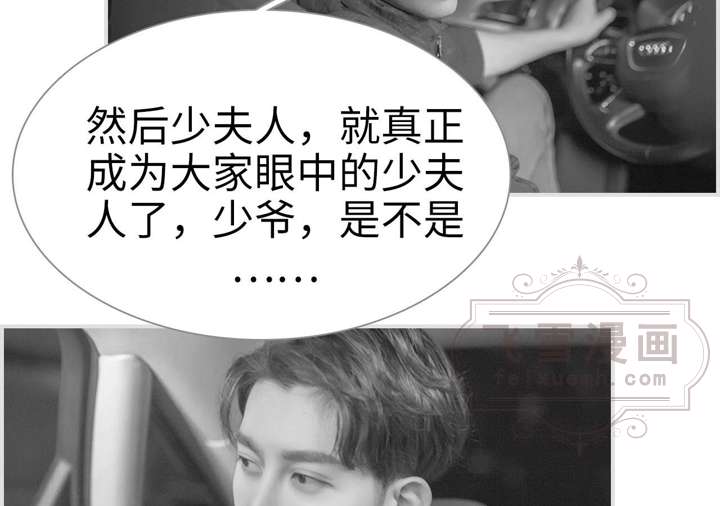 然后少夫人，就真正
成为大家眼中的少夫
人了，少爷，是不是
……
飞雪漫画
feixuemh.com